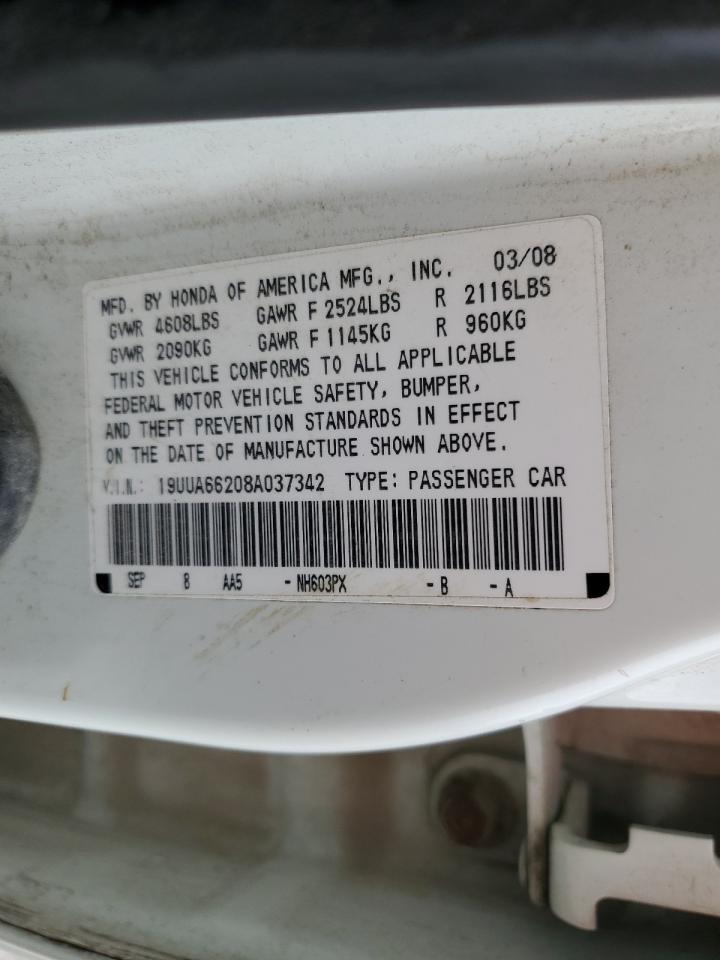 MFD. BY HONDA OF AMERICA MFG., INC. 03/08
GVWR 4608LBS GAWR F 2524LBS R 2116LBS
GVWR 2090KG GAWR F 1145KG R 960KG
THIS VEHICLE CONFORMS TO ALL APPLICABLE
FEDERAL MOTOR VEHICLE SAFETY, BUMPER,
AND THEFT PREVENTION STANDARDS IN EFFECT
ON THE DATE OF MANUFACTURE SHOWN ABOVE.
V.I.N.: 19UUA66208A037342 TYPE: PASSENGER CAR
SEP 8 AA5 - NH603PX - B - A